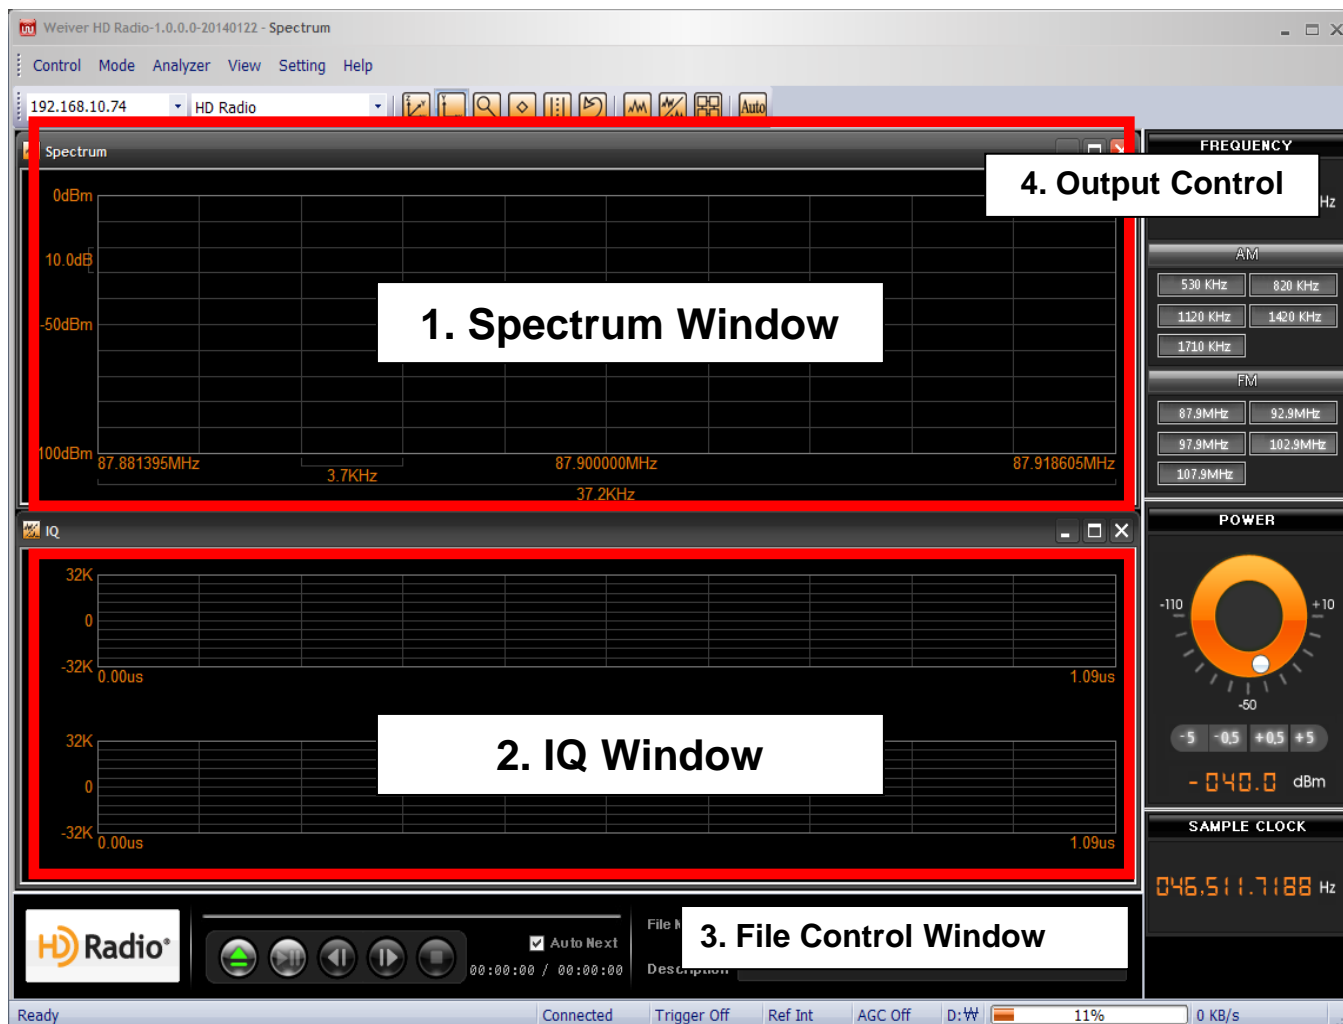 Weiver HD Radio-1.0.0.0-20140122 - Spectrum
Control Mode Analyzer View Setting Help
192.168.10.74 HD Radio Auto
Spectrum
0dBm
10.0dB
-50dBm
100dBm
87.881395MHz 87.900000MHz 87.918605MHz
3.7KHz
37.2KHz
1. Spectrum Window
IQ
32K
0
-32K
0.00us 1.09us
32K
0
-32K
0.00us 1.09us
2. IQ Window
FREQUENCY
4. Output Control
Hz
AM
530 KHz 820 KHz
1120 KHz 1420 KHz
1710 KHz
FM
87.9MHz 92.9MHz
97.9MHz 102.9MHz
107.9MHz
POWER
-110 +10
-50
-5 -0.5 +0.5 +5
-040.0 dBm
SAMPLE CLOCK
046,511.7188 Hz
HD Radio®
Auto Next
00:00:00 / 00:00:00
File
3. File Control Window
Description
Ready Connected Trigger Off Ref Int AGC Off D:₩ 11% 0 KB/s